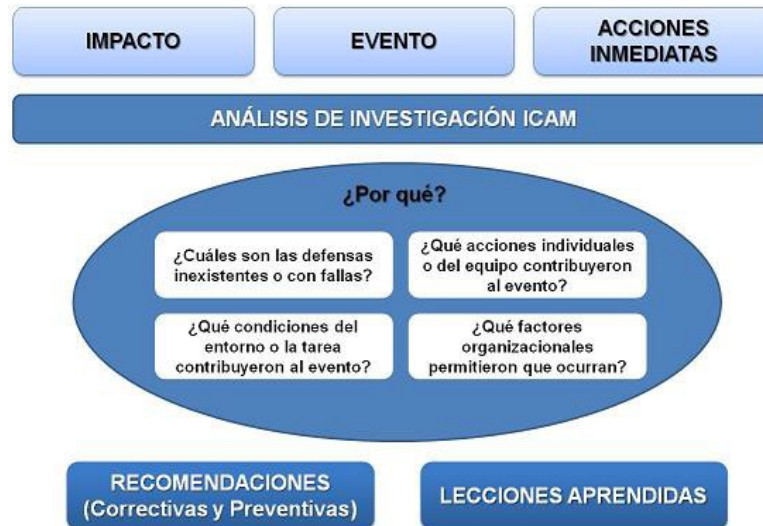 IMPACTO
EVENTO
ACCIONES
INMEDIATAS
ANÁLISIS DE INVESTIGACIÓN ICAM
¿Por qué?
¿Cuáles son las defensas
inexistentes o con fallas?
¿Qué acciones individuales
o del equipo contribuyeron
al evento?
¿Qué condiciones del
entorno o la tarea
contribuyeron al evento?
¿Qué factores
organizacionales
permitieron que ocurran?
RECOMENDACIONES
(Correctivas y Preventivas)
LECCIONES APRENDIDAS